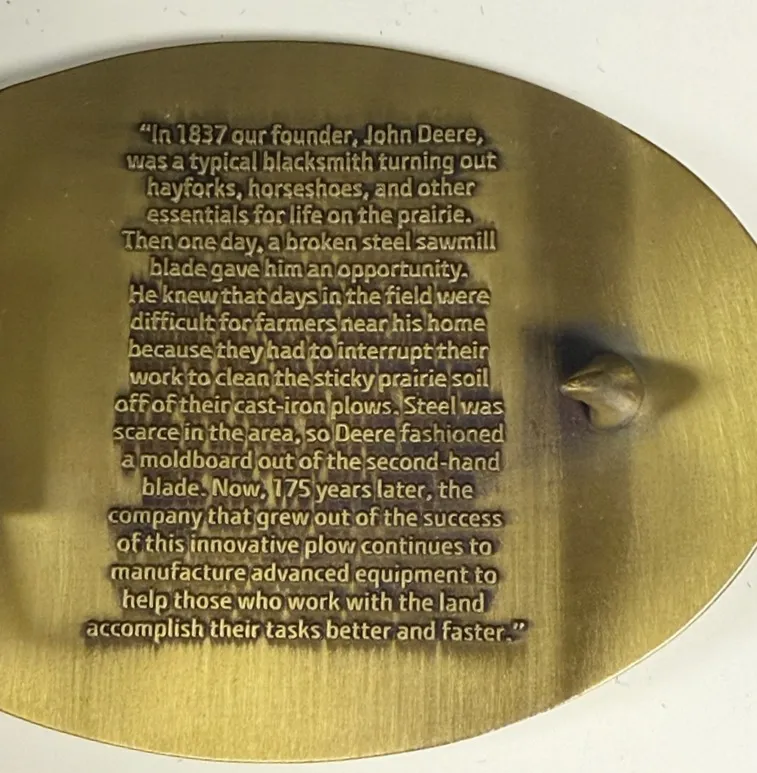 “In 1837 our founder, John Deere,
was a typical blacksmith turning out
hayforks, horseshoes, and other
essentials for life on the prairie.
Then one day, a broken steel sawmill
blade gave him an opportunity.
He knew that days in the field were
difficult for farmers near his home
because they had to interrupt their
work to clean the sticky prairie soil
off of their cast-iron plows. Steel was
scarce in the area, so Deere fashioned
a moldboard out of the second-hand
blade. Now, 175 years later, the
company that grew out of the success
of this innovative plow continues to
manufacture advanced equipment to
help those who work with the land
accomplish their tasks better and faster.”